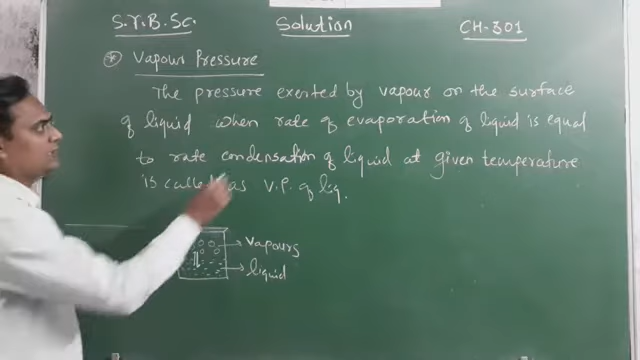 S.Y.B.Sc. Solution CH-301
* Vapour Pressure
The pressure exerted by vapour on the surface
of liquid when rate of evaporation of liquid is equal
to rate condensation of liquid at given temperature
is called as V.P. of liq.
vapours
liquid